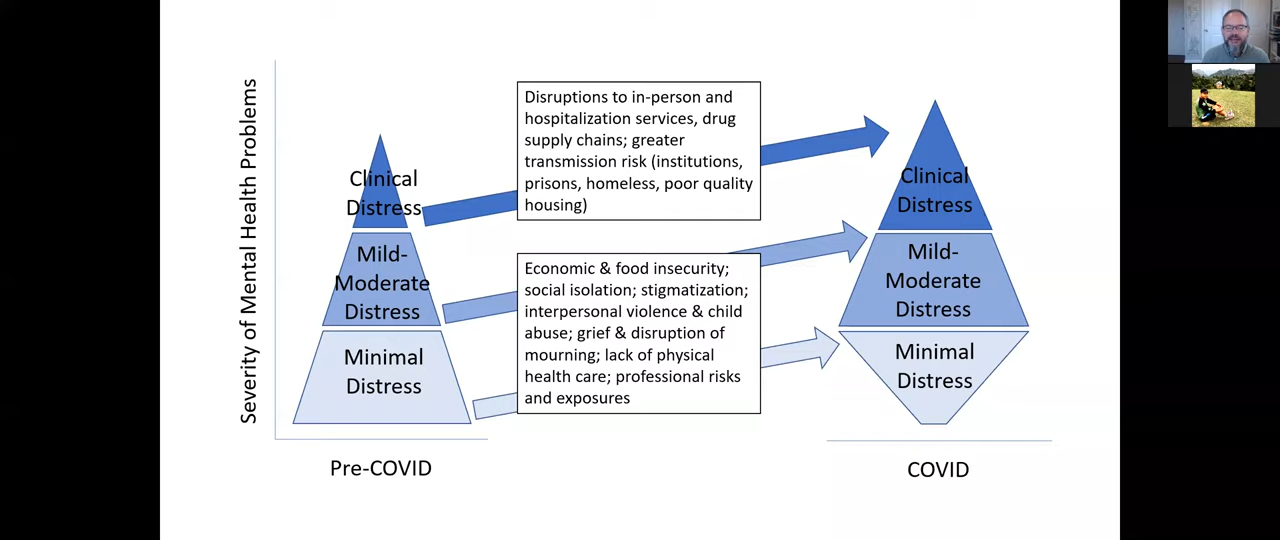 Severity of Mental Health Problems
Clinical
Distress
Mild-
Moderate
Distress
Minimal
Distress
Pre-COVID
Disruptions to in-person and
hospitalization services, drug
supply chains; greater
transmission risk (institutions,
prisons, homeless, poor quality
housing)
Economic & food insecurity;
social isolation; stigmatization;
interpersonal violence & child
abuse; grief & disruption of
mourning; lack of physical
health care; professional risks
and exposures
Clinical
Distress
Mild-
Moderate
Distress
Minimal
Distress
COVID